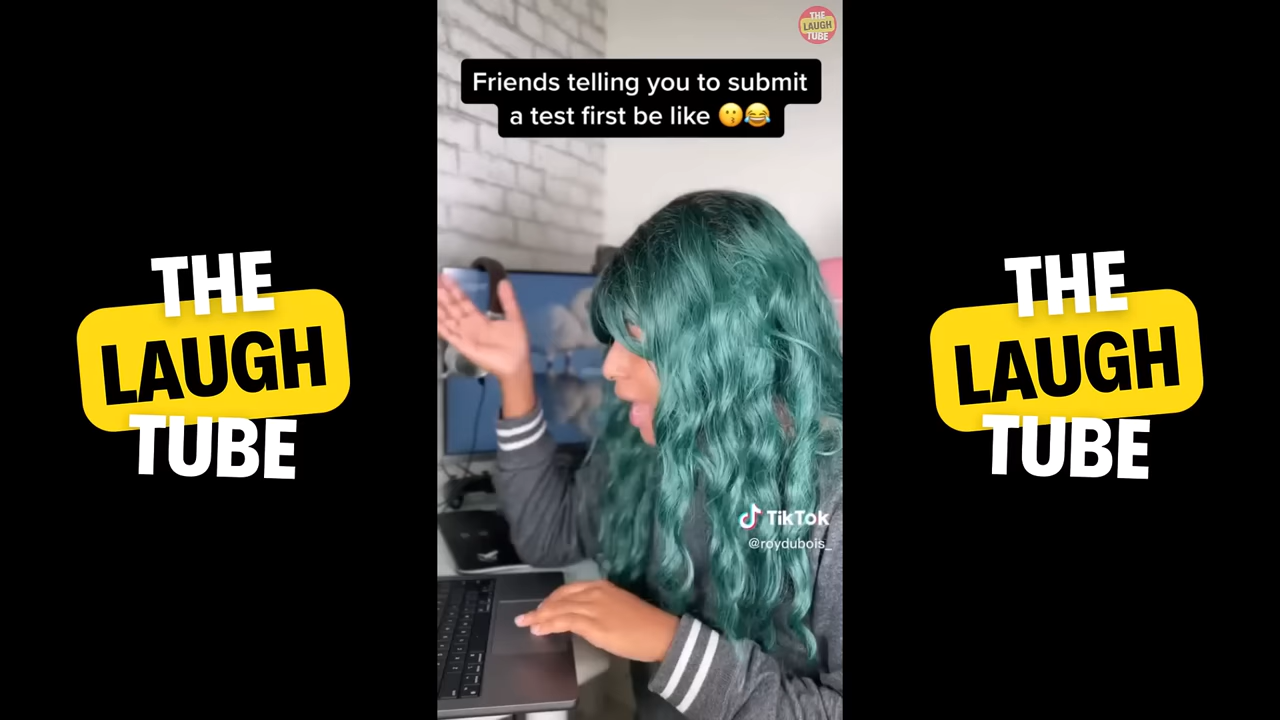 THE
LAUGH
TUBE
THE
LAUGH
TUBE
Friends telling you to submit
a test first be like 😗😂
TikTok
@roydubois_
THE
LAUGH
TUBE